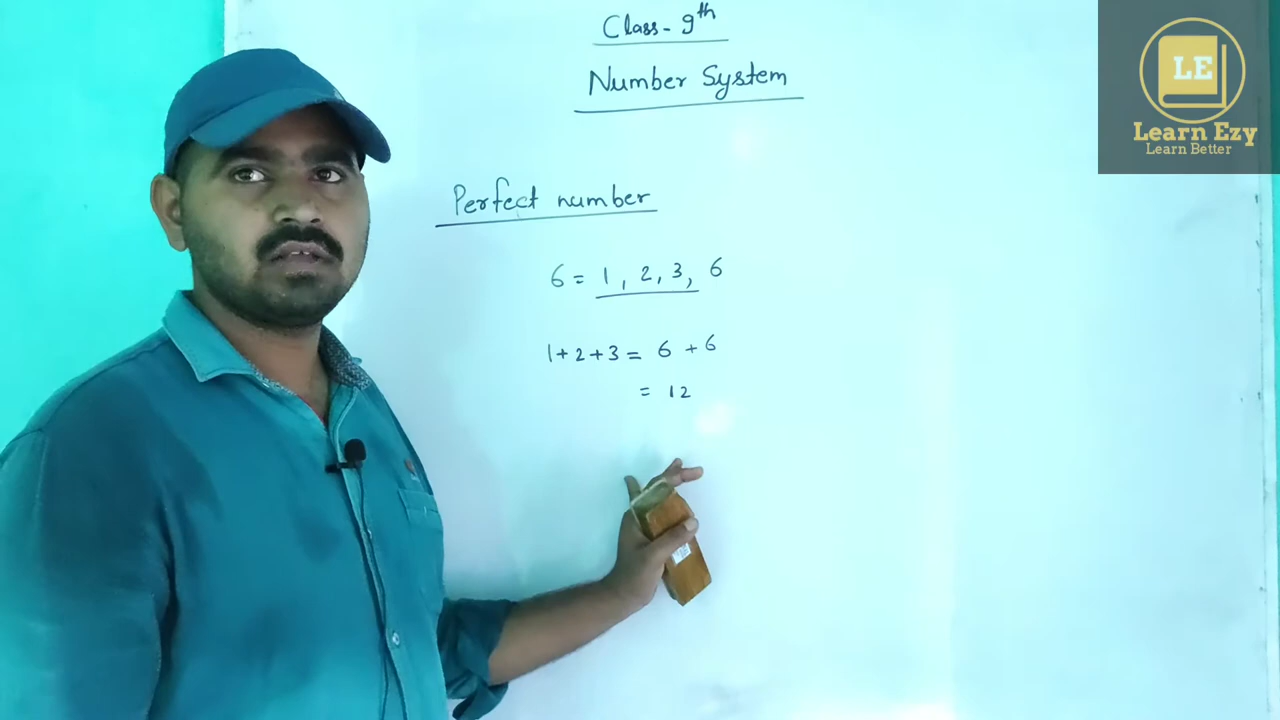 Class - 9th
Number System
Perfect number
6 = 1, 2, 3, 6
1+2+3 = 6 + 6
= 12
LE
Learn Ezy
Learn Better